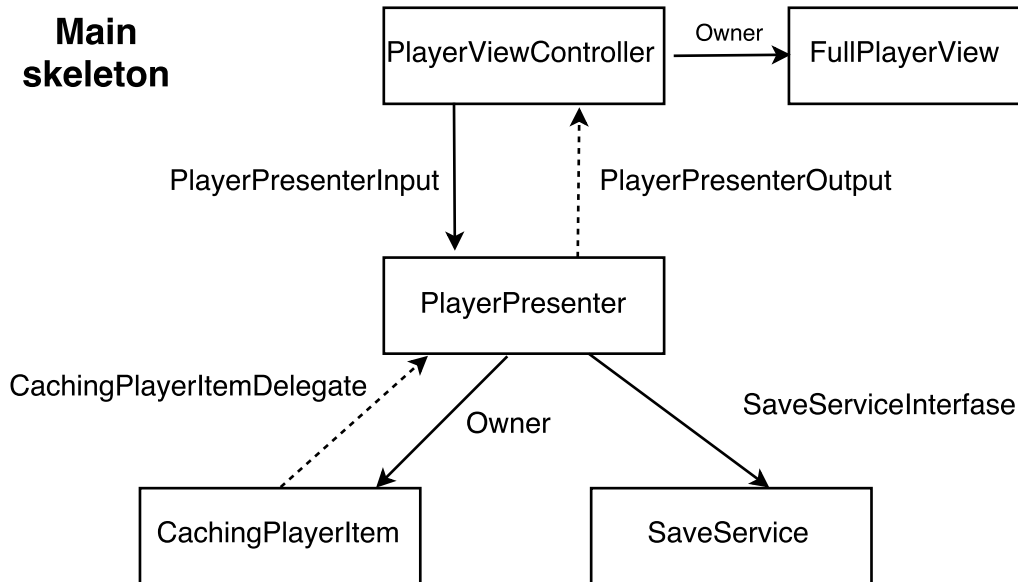 Main
skeleton
PlayerViewController
Owner
FullPlayerView
PlayerPresenterInput
PlayerPresenterOutput
PlayerPresenter
CachingPlayerItemDelegate
Owner
SaveServiceInterfase
CachingPlayerItem
SaveService